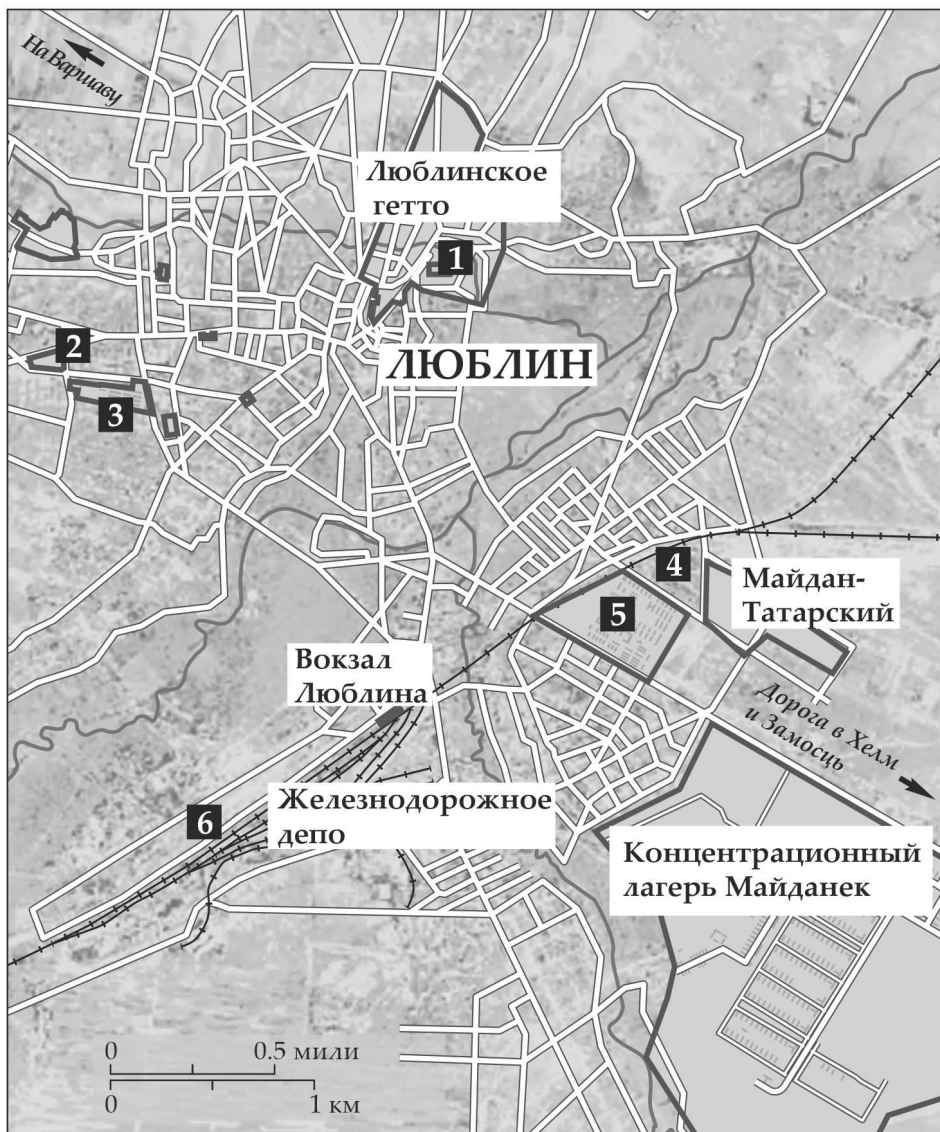 На Варшаву
Люблинское
гетто
1
2
ЛЮБЛИН
3
4
Майдан-
Татарский
5
Вокзал
Люблина
Дорога в Хелм
и Замосць
Железнодорожное
депо
6
Концентрационный
лагерь Майданек
0 0.5 мили
0 1 км